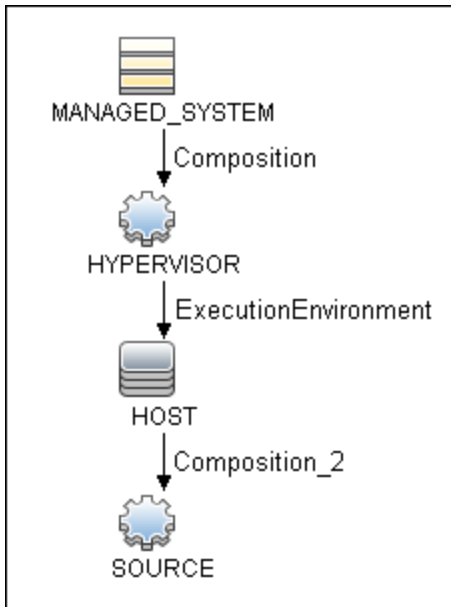 MANAGED_SYSTEM
Composition
HYPERVISOR
ExecutionEnvironment
HOST
Composition_2
SOURCE